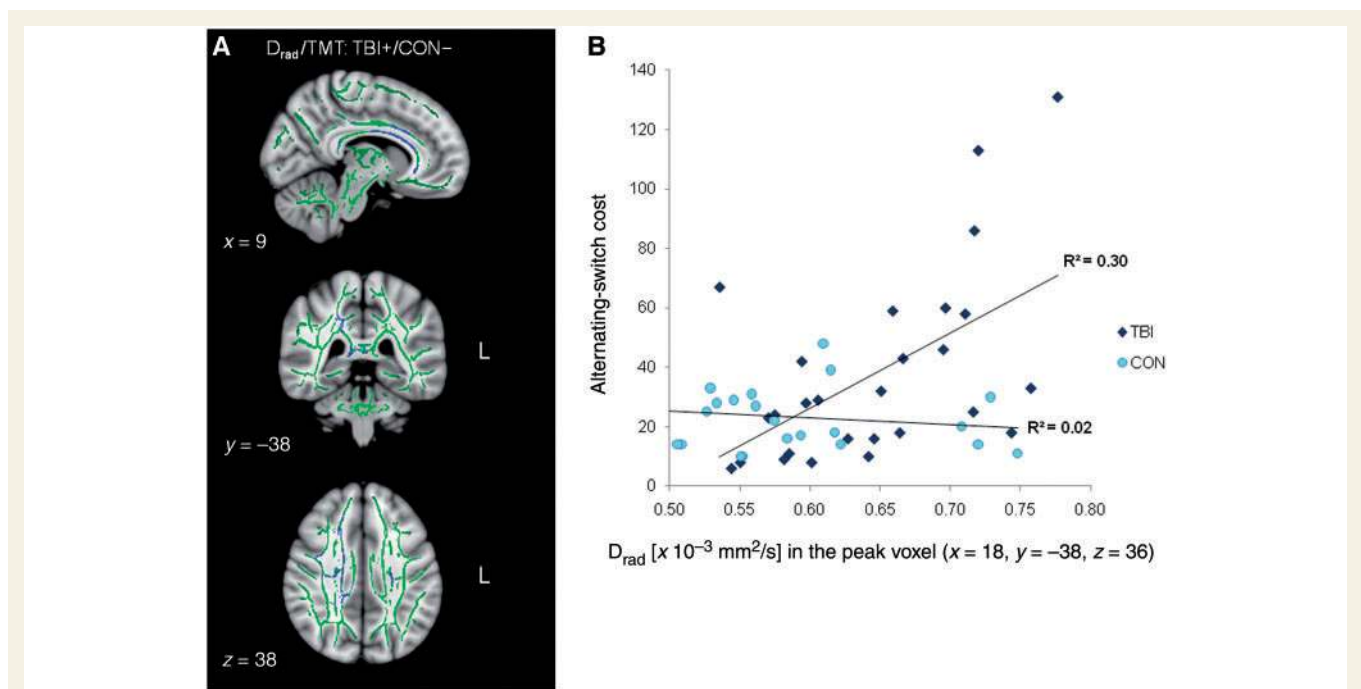 A
D_rad/TMT: TBI+/CON−
x = 9
y = −38
L
z = 38
L
B
140
120
100
80
60
40
20
0
Alternating-switch cost
R² = 0.30
R² = 0.02
TBI
CON
0.50 0.55 0.60 0.65 0.70 0.75 0.80
D_rad [x 10⁻³ mm²/s] in the peak voxel (x = 18, y = −38, z = 36)